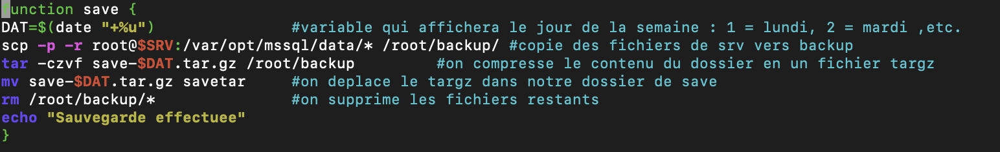 function save {
DAT=$(date "+%u") #variable qui affichera le jour de la semaine : 1 = lundi, 2 = mardi ,etc.
scp -p -r root@$SRV:/var/opt/mssql/data/* /root/backup/ #copie des fichiers de srv vers backup
tar -czvf save-$DAT.tar.gz /root/backup #on compresse le contenu du dossier en un fichier targz
mv save-$DAT.tar.gz savetar #on deplace le targz dans notre dossier de save
rm /root/backup/* #on supprime les fichiers restants
echo "Sauvegarde effectuee"
}